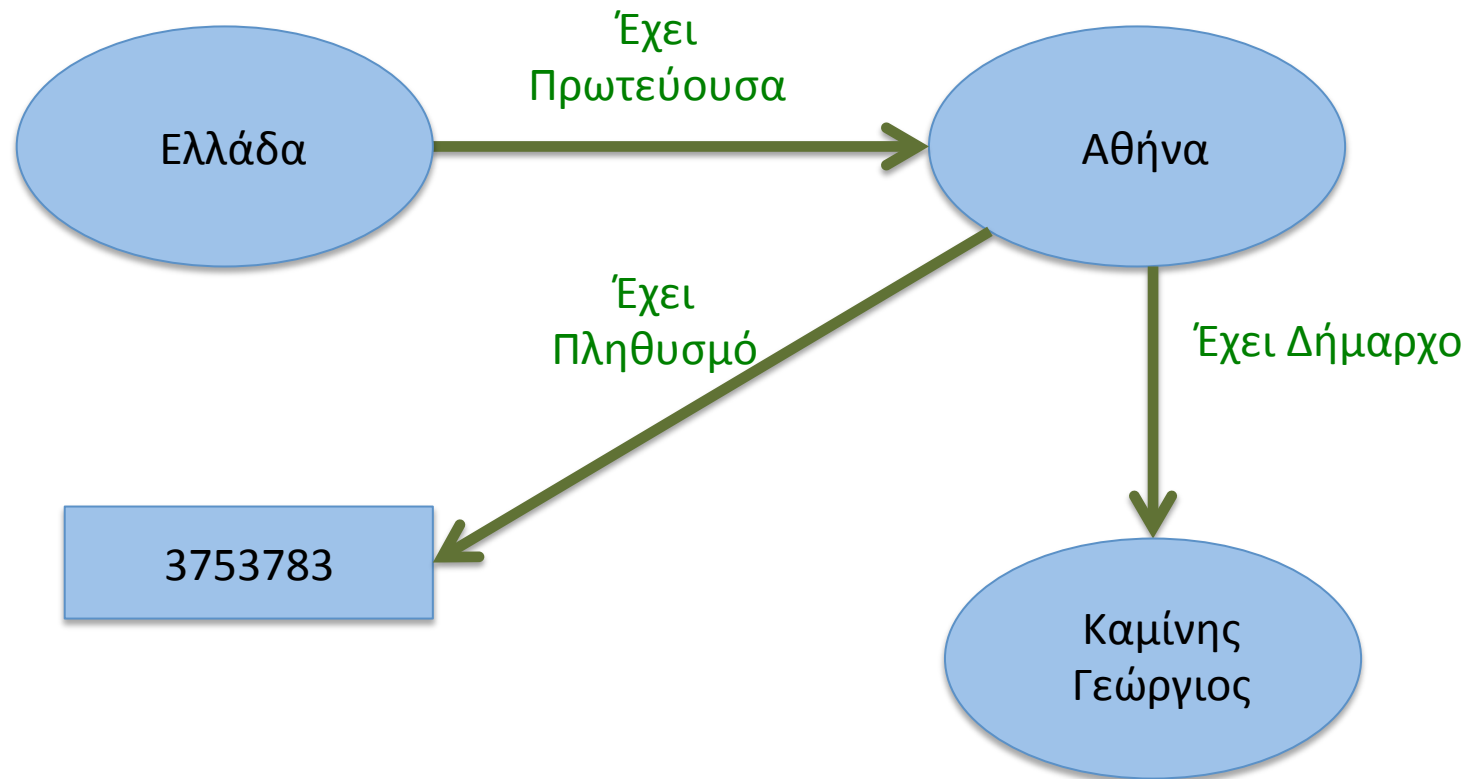 Έχει
Πρωτεύουσα
Ελλάδα
Αθήνα
Έχει
Πληθυσμό
Έχει Δήμαρχο
3753783
Καμίνης
Γεώργιος